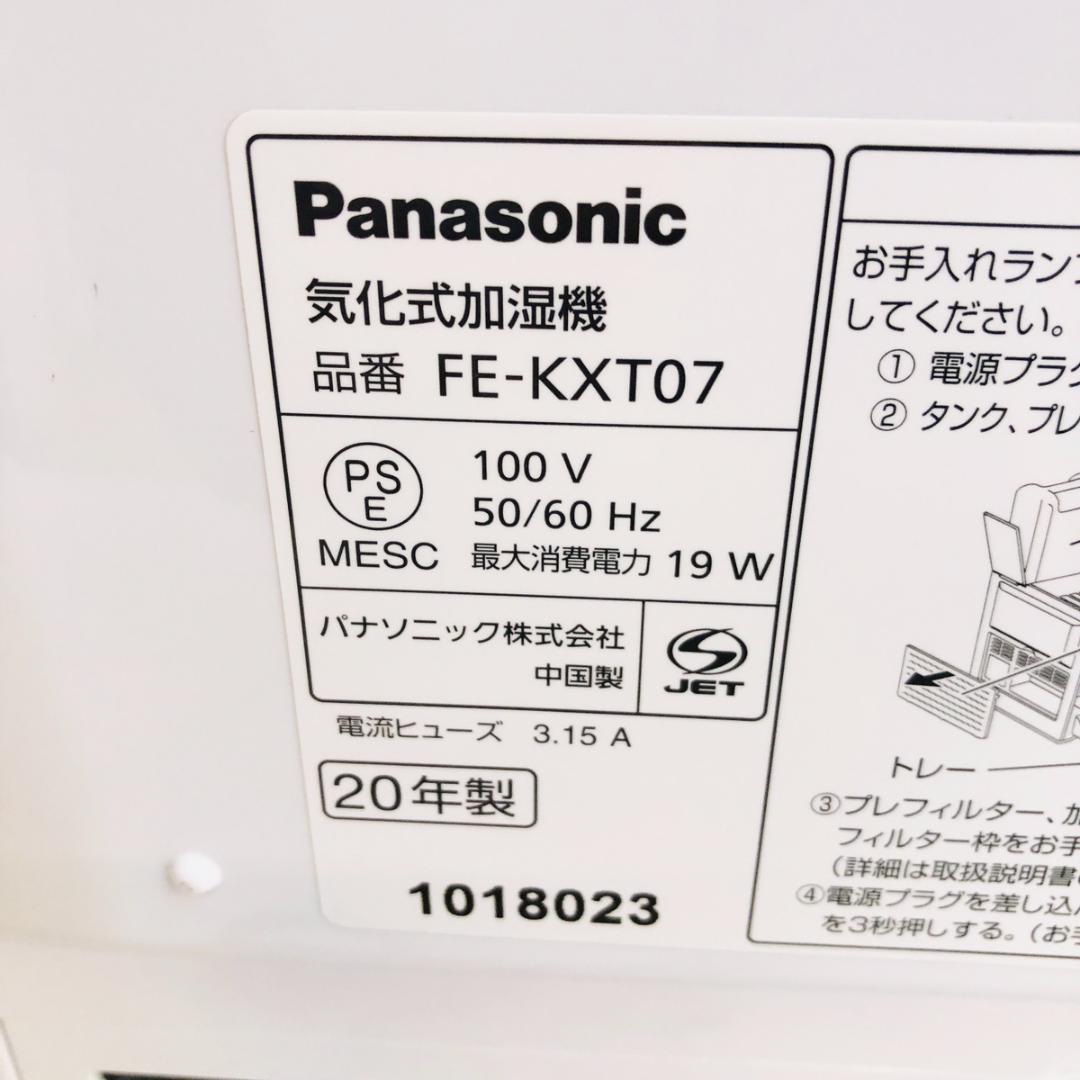 Panasonic
気化式加湿機
品番 FE-KXT07
PS
E
MESC
100 V
50/60 Hz
最大消費電力 19 W
パナソニック株式会社
中国製
JET
電流ヒューズ 3.15 A
20年製
1018023
お手入れラン
してください。
① 電源プラグ
② タンク、プレ
トレー
③プレフィルター、加
フィルター枠をお手
(詳細は取扱説明書
④電源プラグを差し込
を3秒押しする。(お手